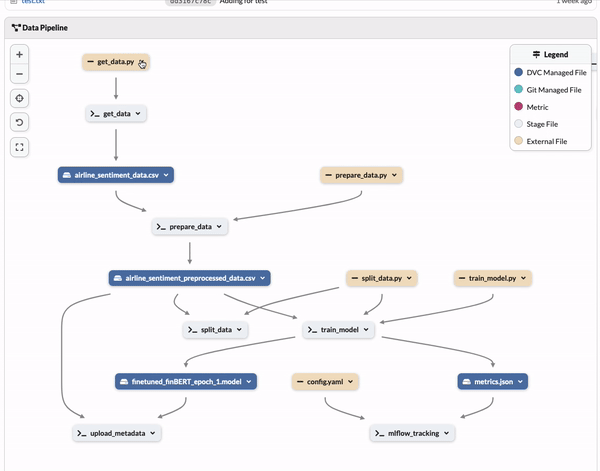 test.txt dd3167c78c Adding for test 1 week ago
Data Pipeline
get_data.py
Legend
DVC Managed File
Git Managed File
Metric
Stage File
External File
get_data
airline_sentiment_data.csv
prepare_data.py
prepare_data
airline_sentiment_preprocessed_data.csv
split_data.py
train_model.py
split_data
train_model
finetuned_finBERT_epoch_1.model
config.yaml
metrics.json
upload_metadata
mlflow_tracking